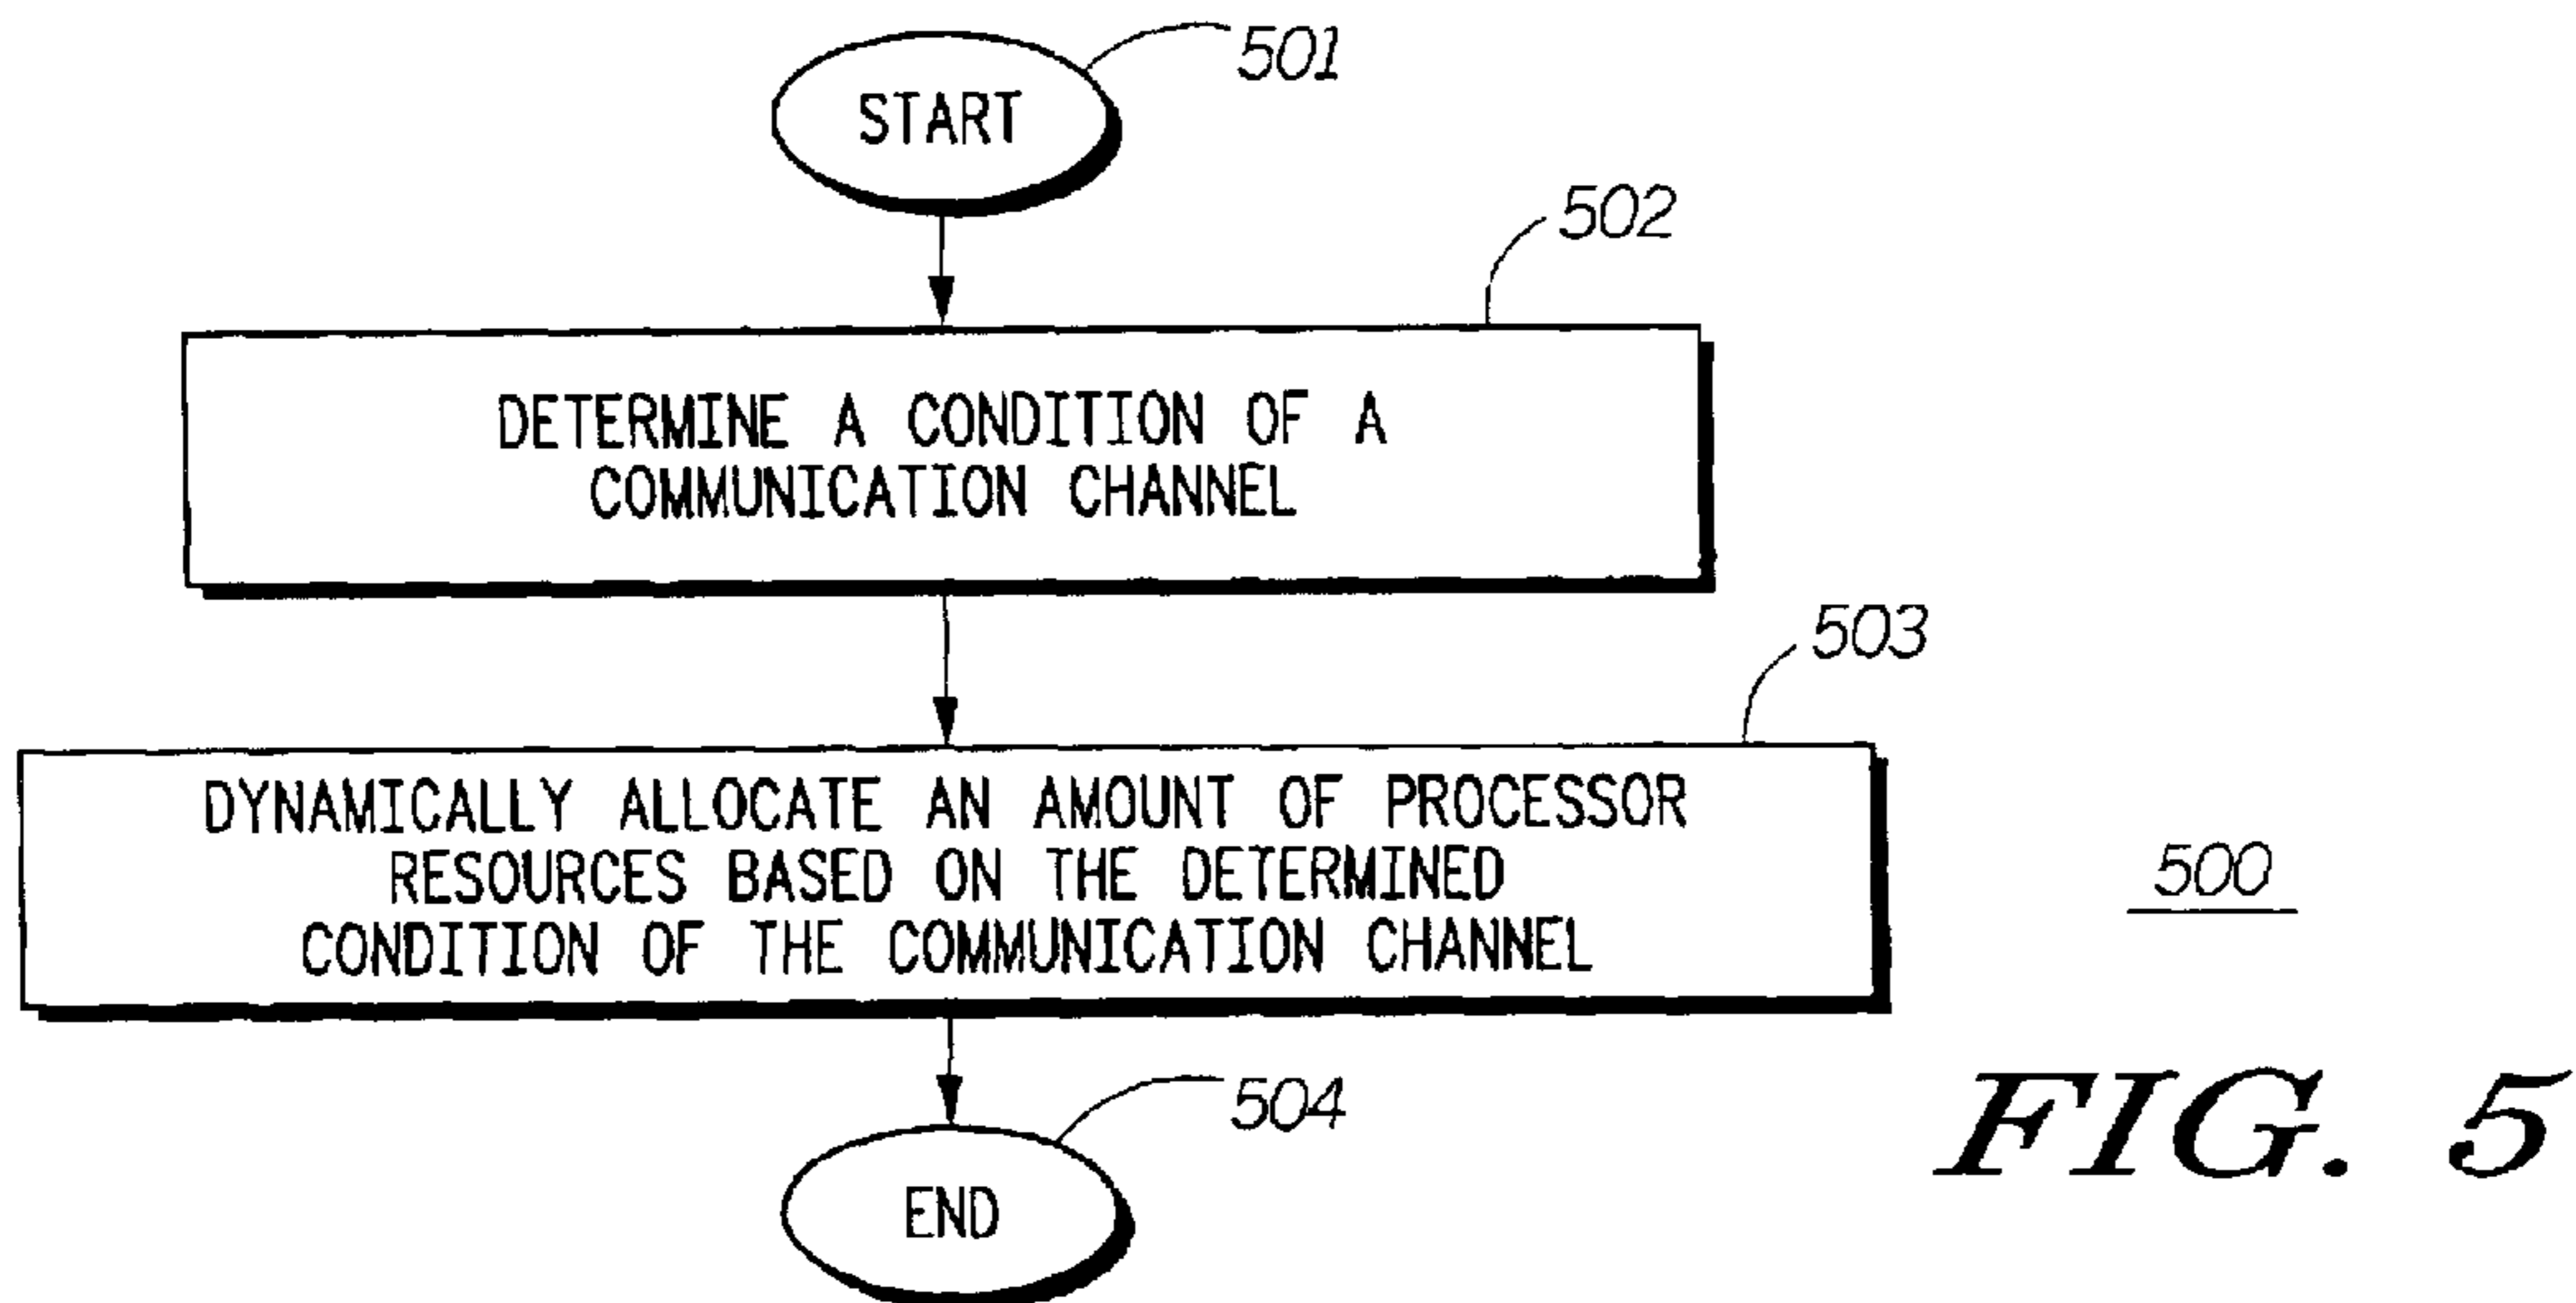 501
START
502
DETERMINE A CONDITION OF A
COMMUNICATION CHANNEL
503
DYNAMICALLY ALLOCATE AN AMOUNT OF PROCESSOR
RESOURCES BASED ON THE DETERMINED
CONDITION OF THE COMMUNICATION CHANNEL
500
504
END
FIG. 5